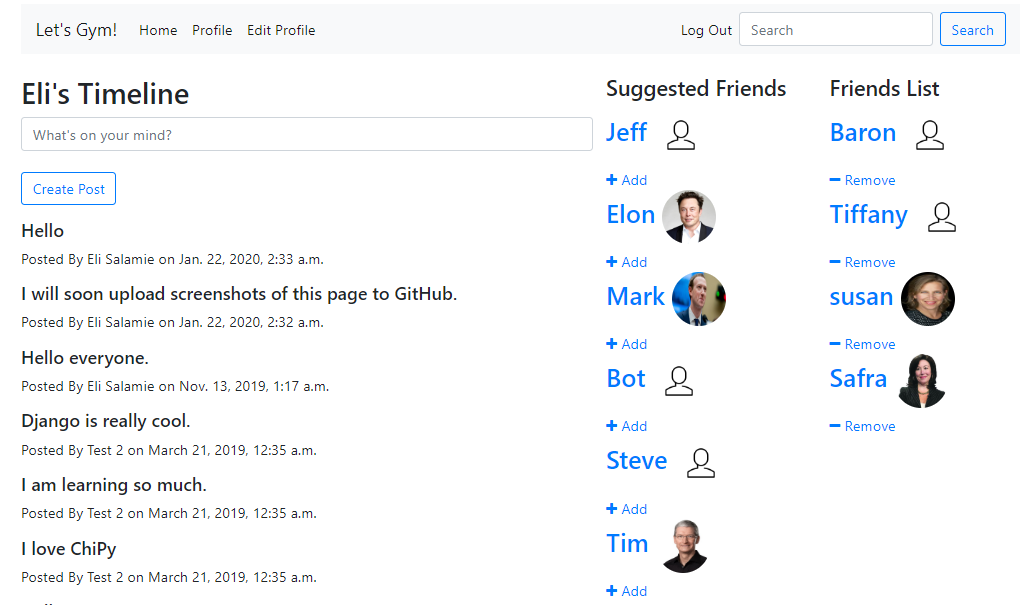 Let's Gym! Home Profile Edit Profile Log Out Search Search
Eli's Timeline
What's on your mind?
Create Post
Hello
Posted By Eli Salamie on Jan. 22, 2020, 2:33 a.m.
I will soon upload screenshots of this page to GitHub.
Posted By Eli Salamie on Jan. 22, 2020, 2:32 a.m.
Hello everyone.
Posted By Eli Salamie on Nov. 13, 2019, 1:17 a.m.
Django is really cool.
Posted By Test 2 on March 21, 2019, 12:35 a.m.
I am learning so much.
Posted By Test 2 on March 21, 2019, 12:35 a.m.
I love ChiPy
Posted By Test 2 on March 21, 2019, 12:35 a.m.
Suggested Friends
Jeff
+ Add
Elon
+ Add
Mark
+ Add
Bot
+ Add
Steve
+ Add
Tim
+ Add
Friends List
Baron
− Remove
Tiffany
− Remove
susan
− Remove
Safra
− Remove